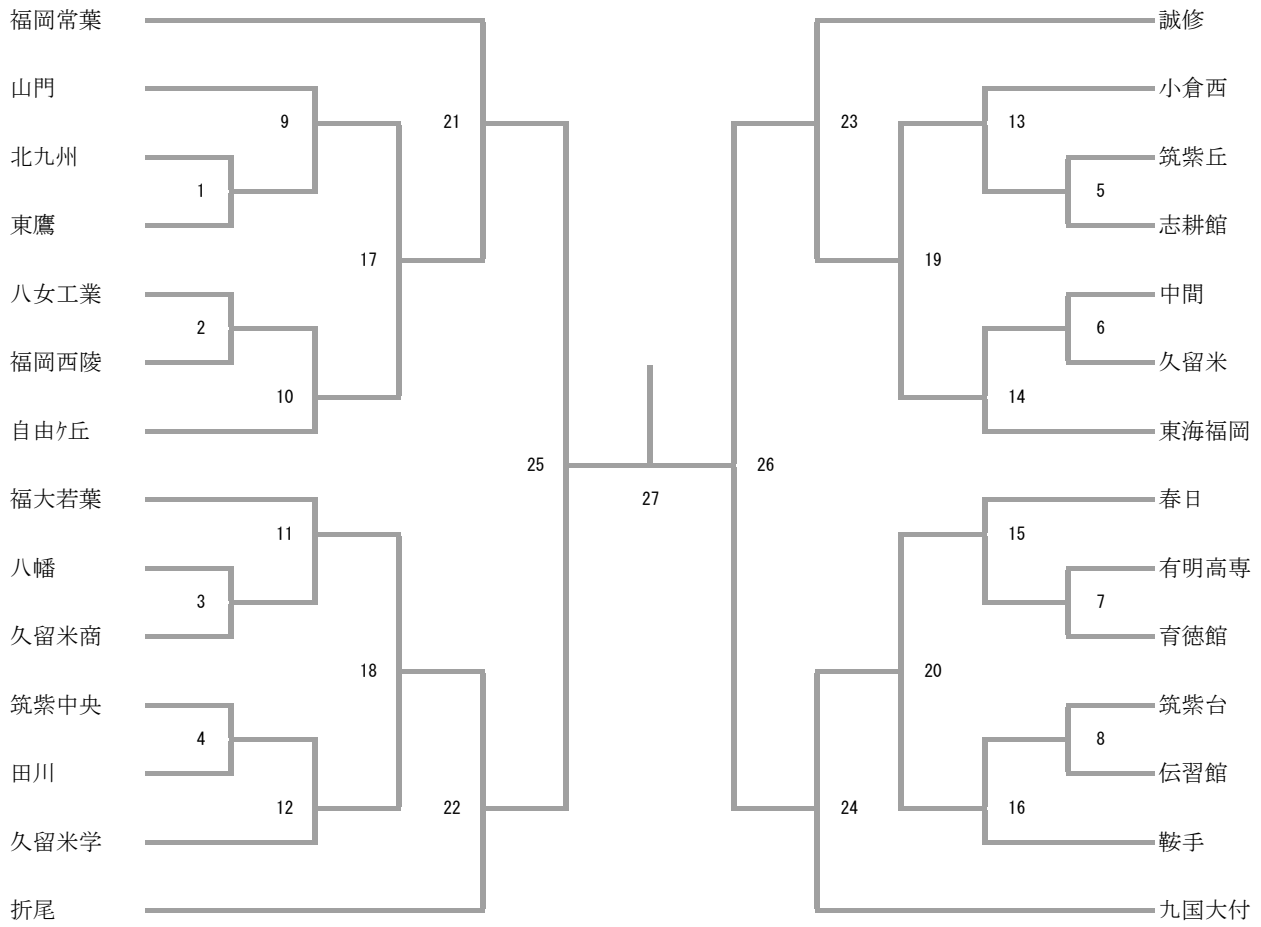 福岡常葉 誠修
山門 小倉西
9 21 23 13
北九州 筑紫丘
1 5
東鷹 志耕館
17 19
八女工業 中間
2 6
福岡西陵 久留米
10 14
自由ｹ丘 東海福岡
25 26
福大若葉 27 春日
11 15
八幡 有明高専
3 7
久留米商 育徳館
18 20
筑紫中央 筑紫台
4 8
田川 伝習館
12 22 24 16
久留米学 鞍手
折尾 九国大付